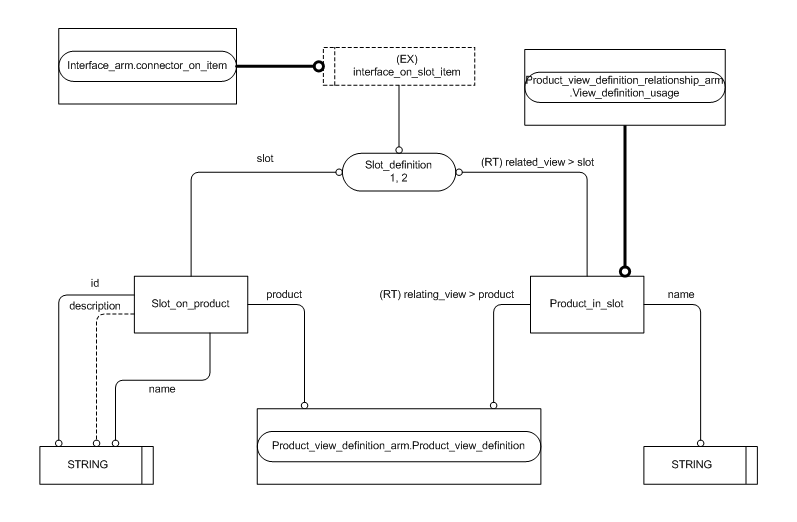 Interface_arm.connector_on_item
(EX)
interface_on_slot_item
Product_view_definition_relationship_arm
.View_definition_usage
slot
Slot_definition
1, 2
(RT) related_view > slot
id
description
Slot_on_product
product
(RT) relating_view > product
Product_in_slot
name
name
STRING
Product_view_definition_arm.Product_view_definition
STRING